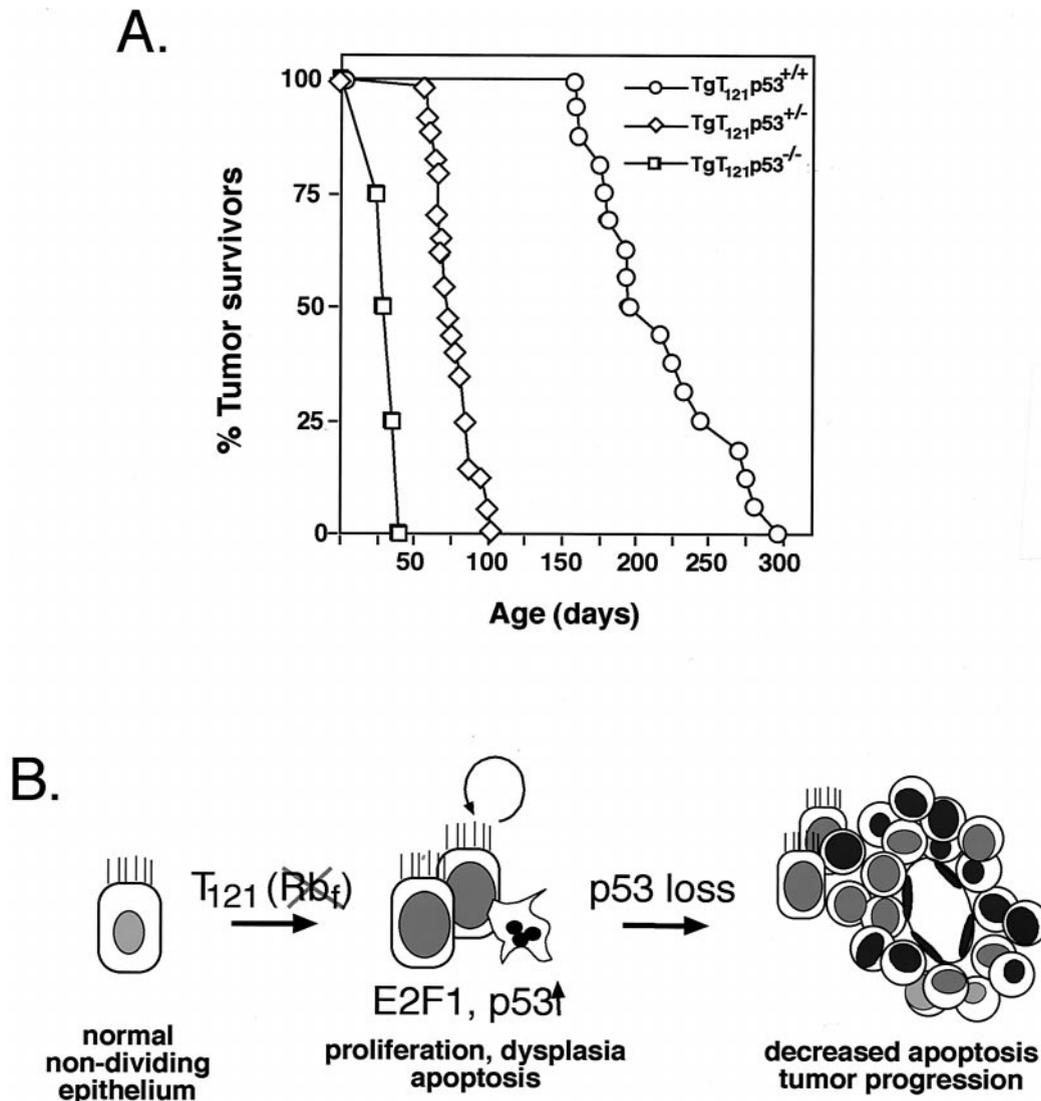 A.
100
75
50
25
0
% Tumor survivors
TgT121p53+/+
TgT121p53+/-
TgT121p53-/-
50 100 150 200 250 300
Age (days)
B.
T121 (Rbf) p53 loss
E2F1, p53
normal
non-dividing
epithelium
proliferation, dysplasia
apoptosis
decreased apoptosis
tumor progression